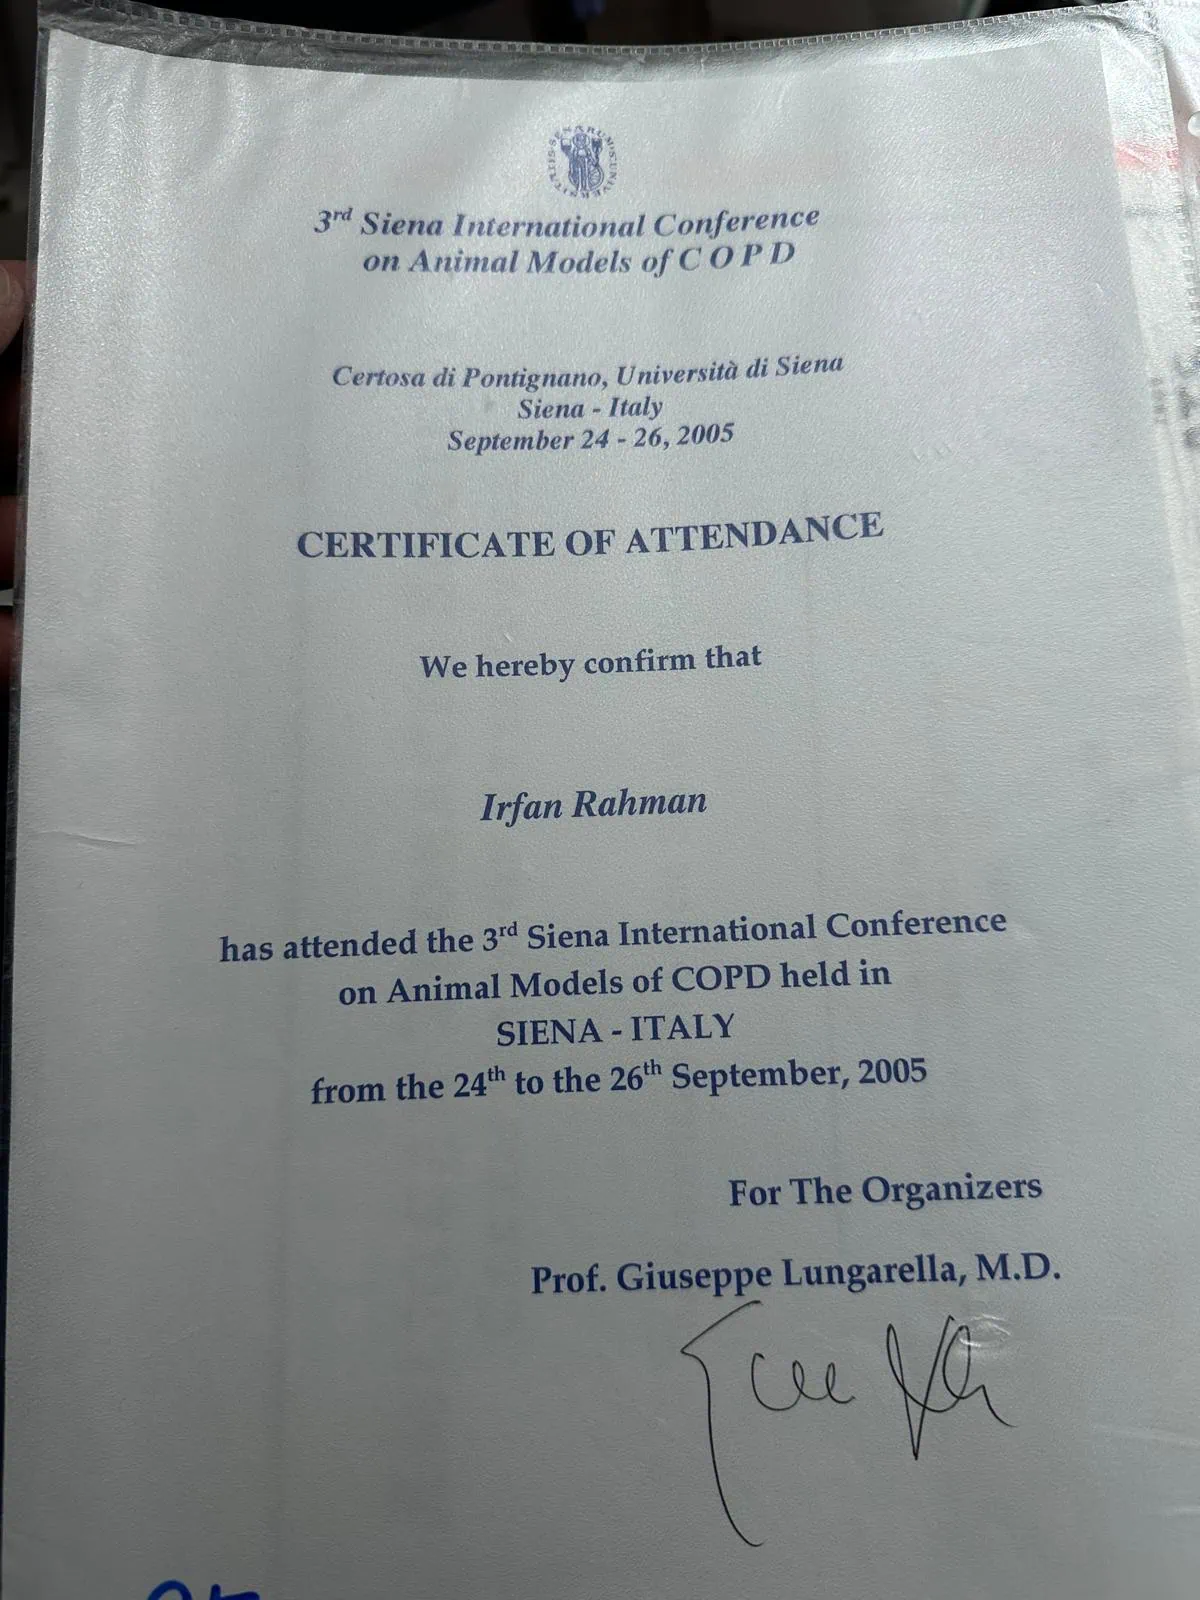 3rd Siena International Conference
on Animal Models of C O P D
Certosa di Pontignano, Università di Siena
Siena - Italy
September 24 - 26, 2005
CERTIFICATE OF ATTENDANCE
We hereby confirm that
Irfan Rahman
has attended the 3rd Siena International Conference
on Animal Models of COPD held in
SIENA - ITALY
from the 24th to the 26th September, 2005
For The Organizers
Prof. Giuseppe Lungarella, M.D.